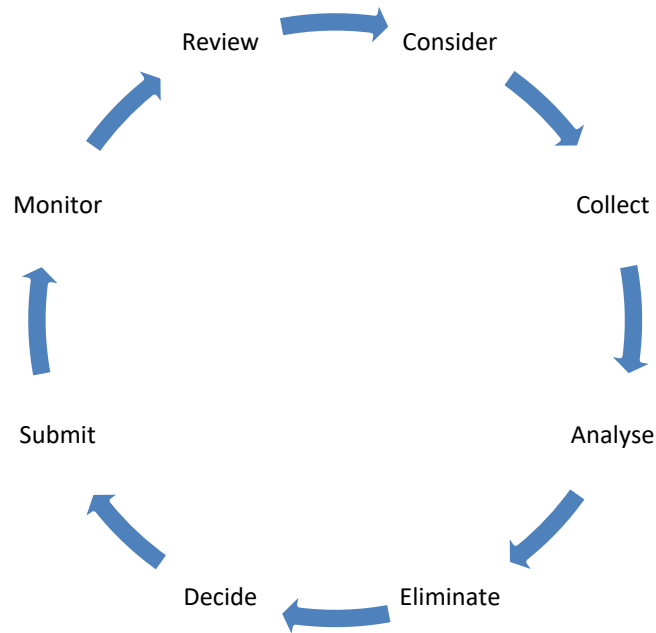 Review
Consider
Collect
Analyse
Eliminate
Decide
Submit
Monitor